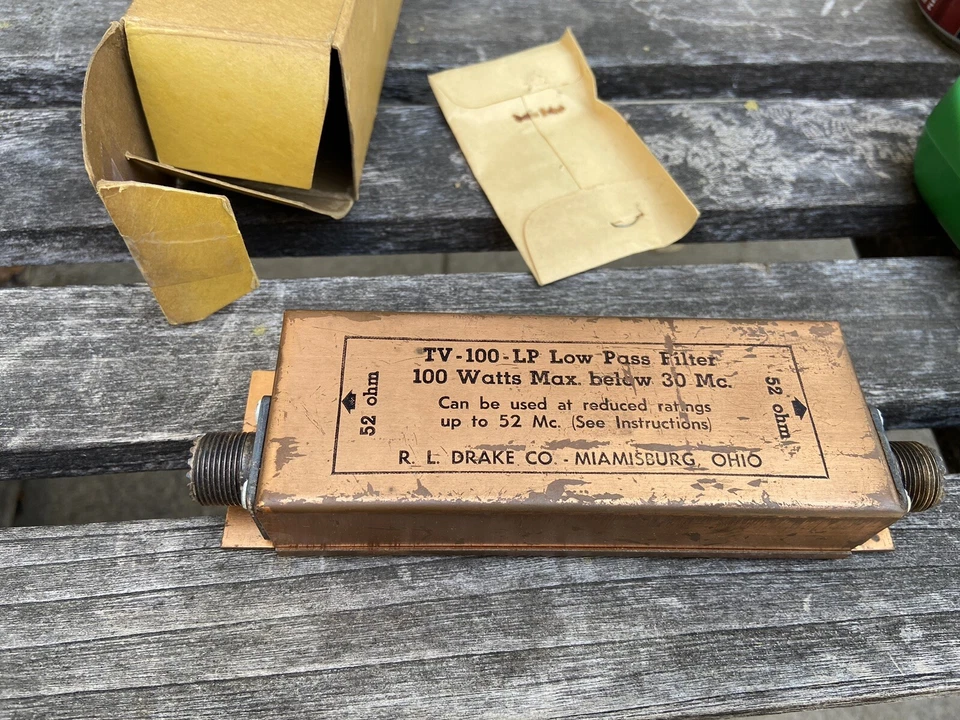 TV-100-LP Low Pass Filter
100 Watts Max. below 30 Mc.
Can be used at reduced ratings
up to 52 Mc. (See Instructions)
R. L. DRAKE CO. - MIAMISBURG, OHIO
52 ohm
52 ohm